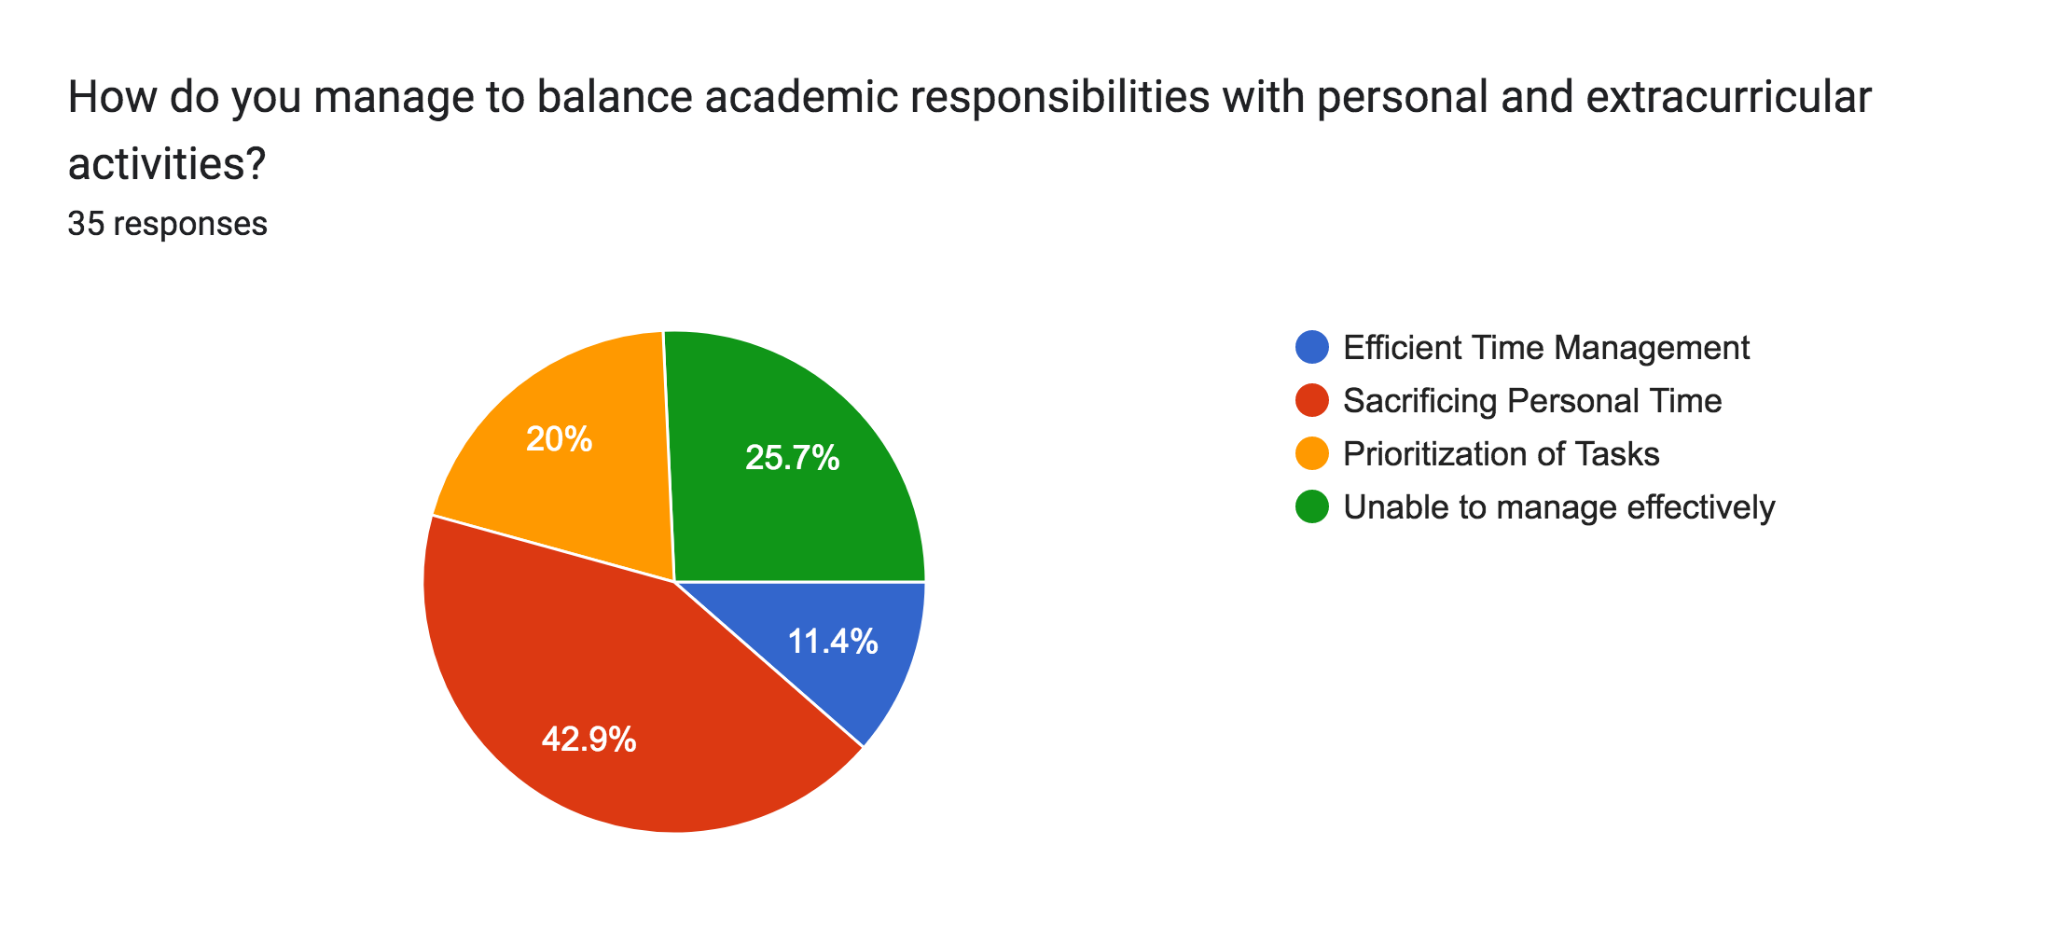 How do you manage to balance academic responsibilities with personal and extracurricular
activities?
35 responses
Efficient Time Management
Sacrificing Personal Time
Prioritization of Tasks
Unable to manage effectively
20%
25.7%
11.4%
42.9%